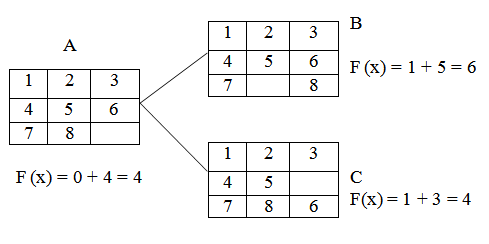 A
1 2 3
4 5 6
7 8
F (x) = 0 + 4 = 4
B
1 2 3
4 5 6
7 8
F (x) = 1 + 5 = 6
C
1 2 3
4 5
7 8 6
F(x) = 1 + 3 = 4